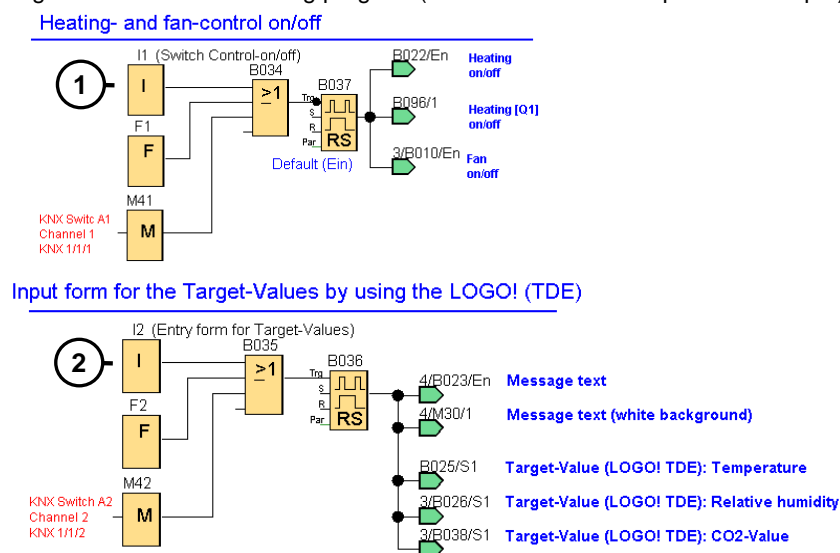 Heating- and fan-control on/off
I1 (Switch Control-on/off)
B034
B022/En
Heating
on/off
1
I
≥1
B037
Trg
S
R
Par
RS
B096/1
Heating [Q1]
on/off
F1
F
Default (Ein)
3/B010/En
Fan
on/off
M41
KNX Switc A1
Channel 1
KNX 1/1/1
M
Input form for the Target-Values by using the LOGO! (TDE)
I2 (Entry form for Target-Values)
B035
2
I
≥1
B036
Trg
S
R
Par
RS
4/B023/En
Message text
F2
F
4/M30/1
Message text (white background)
B025/S1
Target-Value (LOGO! TDE): Temperature
M42
KNX Switch A2
Channel 2
KNX 1/1/2
M
3/B026/S1
Target-Value (LOGO! TDE): Relative humidity
3/B038/S1
Target-Value (LOGO! TDE): CO2-Value